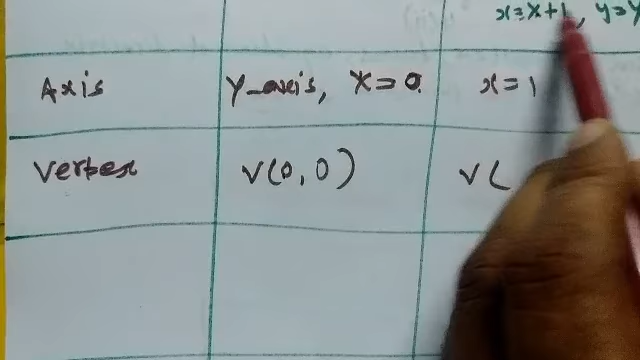 x=X+1, y=Y
Axis Y-axis, X=0. x=1
Vertex V(0,0) V(